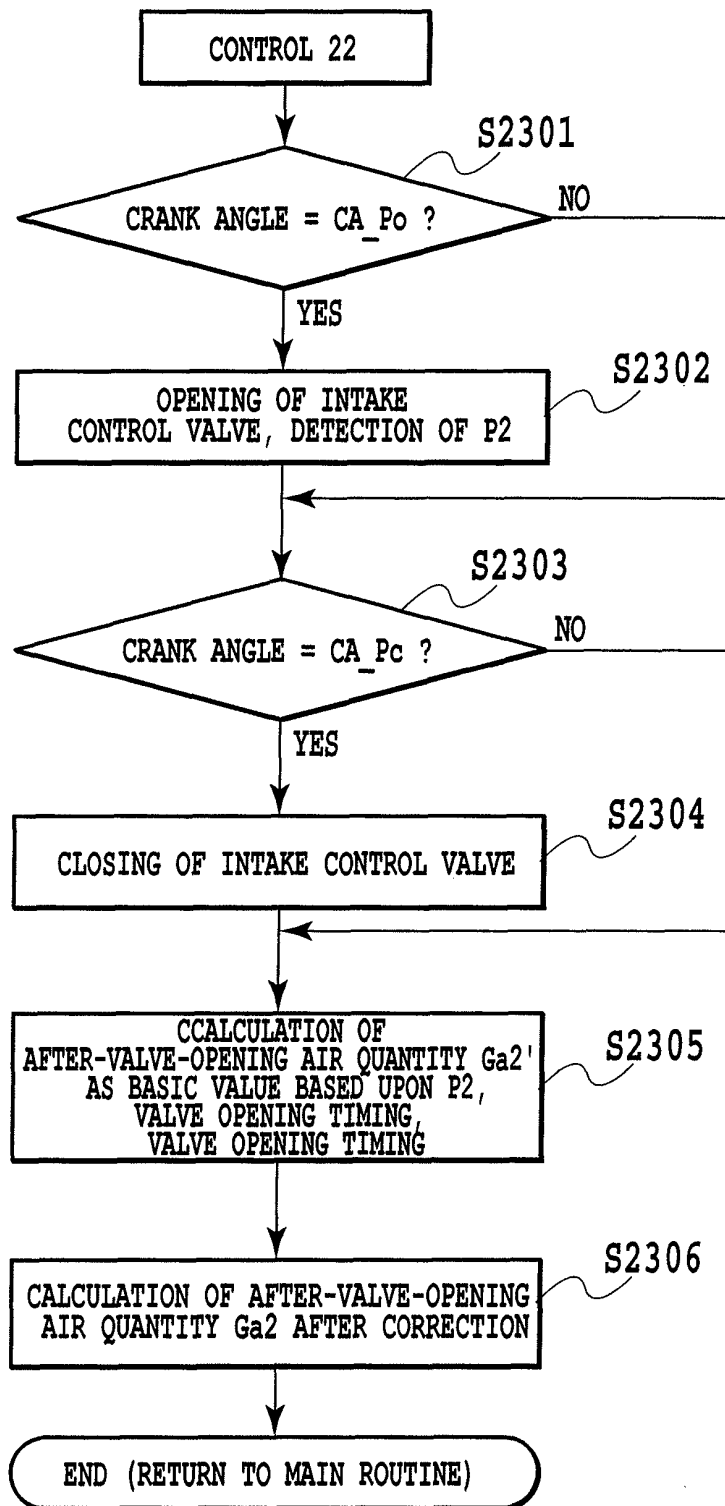 CONTROL 22
S2301
CRANK ANGLE = CA_Po ?
NO
YES
S2302
OPENING OF INTAKE
CONTROL VALVE, DETECTION OF P2
S2303
CRANK ANGLE = CA_Pc ?
NO
YES
S2304
CLOSING OF INTAKE CONTROL VALVE
S2305
CCALCULATION OF
AFTER-VALVE-OPENING AIR QUANTITY Ga2'
AS BASIC VALUE BASED UPON P2,
VALVE OPENING TIMING,
VALVE OPENING TIMING
S2306
CALCULATION OF AFTER-VALVE-OPENING
AIR QUANTITY Ga2 AFTER CORRECTION
END (RETURN TO MAIN ROUTINE)